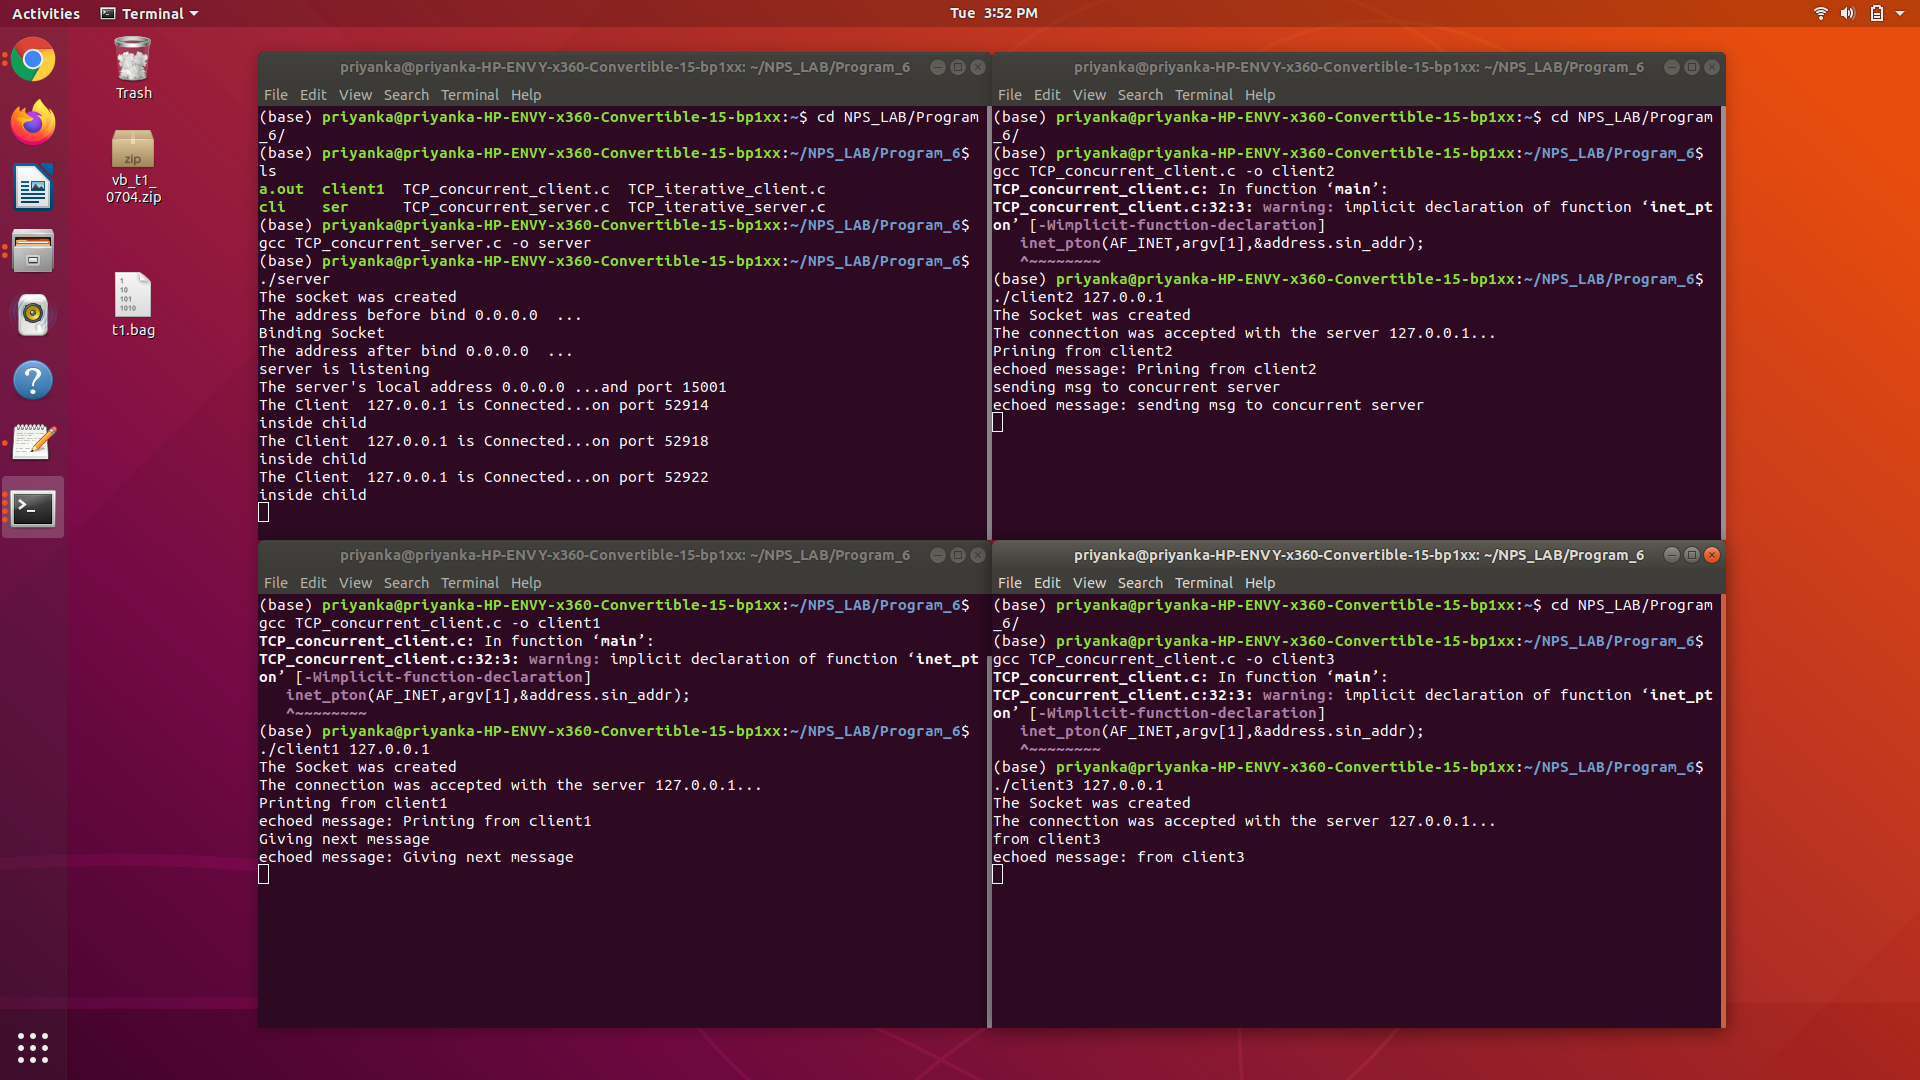 Activities
Terminal
Tue 3:52 PM
Trash
zip
vb_t1_
0704.zip
1
10
101
1010
t1.bag
priyanka@priyanka-HP-ENVY-x360-Convertible-15-bp1xx: ~/NPS_LAB/Program_6
File Edit View Search Terminal Help
(base) priyanka@priyanka-HP-ENVY-x360-Convertible-15-bp1xx:~$ cd NPS_LAB/Program
_6/
(base) priyanka@priyanka-HP-ENVY-x360-Convertible-15-bp1xx:~/NPS_LAB/Program_6$
ls
a.out client1 TCP_concurrent_client.c TCP_iterative_client.c
cli ser TCP_concurrent_server.c TCP_iterative_server.c
(base) priyanka@priyanka-HP-ENVY-x360-Convertible-15-bp1xx:~/NPS_LAB/Program_6$
gcc TCP_concurrent_server.c -o server
(base) priyanka@priyanka-HP-ENVY-x360-Convertible-15-bp1xx:~/NPS_LAB/Program_6$
./server
The socket was created
The address before bind 0.0.0.0 ...
Binding Socket
The address after bind 0.0.0.0 ...
server is listening
The server's local address 0.0.0.0 ...and port 15001
The Client 127.0.0.1 is Connected...on port 52914
inside child
The Client 127.0.0.1 is Connected...on port 52918
inside child
The Client 127.0.0.1 is Connected...on port 52922
inside child
priyanka@priyanka-HP-ENVY-x360-Convertible-15-bp1xx: ~/NPS_LAB/Program_6
File Edit View Search Terminal Help
(base) priyanka@priyanka-HP-ENVY-x360-Convertible-15-bp1xx:~$ cd NPS_LAB/Program
_6/
(base) priyanka@priyanka-HP-ENVY-x360-Convertible-15-bp1xx:~/NPS_LAB/Program_6$
gcc TCP_concurrent_client.c -o client2
TCP_concurrent_client.c: In function ‘main’:
TCP_concurrent_client.c:32:3: warning: implicit declaration of function ‘inet_pt
on’ [-Wimplicit-function-declaration]
inet_pton(AF_INET,argv[1],&address.sin_addr);
^~~~~~~~~
(base) priyanka@priyanka-HP-ENVY-x360-Convertible-15-bp1xx:~/NPS_LAB/Program_6$
./client2 127.0.0.1
The Socket was created
The connection was accepted with the server 127.0.0.1...
Prining from client2
echoed message: Prining from client2
sending msg to concurrent server
echoed message: sending msg to concurrent server
priyanka@priyanka-HP-ENVY-x360-Convertible-15-bp1xx: ~/NPS_LAB/Program_6
File Edit View Search Terminal Help
(base) priyanka@priyanka-HP-ENVY-x360-Convertible-15-bp1xx:~/NPS_LAB/Program_6$
gcc TCP_concurrent_client.c -o client1
TCP_concurrent_client.c: In function ‘main’:
TCP_concurrent_client.c:32:3: warning: implicit declaration of function ‘inet_pt
on’ [-Wimplicit-function-declaration]
inet_pton(AF_INET,argv[1],&address.sin_addr);
^~~~~~~~~
(base) priyanka@priyanka-HP-ENVY-x360-Convertible-15-bp1xx:~/NPS_LAB/Program_6$
./client1 127.0.0.1
The Socket was created
The connection was accepted with the server 127.0.0.1...
Printing from client1
echoed message: Printing from client1
Giving next message
echoed message: Giving next message
priyanka@priyanka-HP-ENVY-x360-Convertible-15-bp1xx: ~/NPS_LAB/Program_6
File Edit View Search Terminal Help
(base) priyanka@priyanka-HP-ENVY-x360-Convertible-15-bp1xx:~$ cd NPS_LAB/Program
_6/
(base) priyanka@priyanka-HP-ENVY-x360-Convertible-15-bp1xx:~/NPS_LAB/Program_6$
gcc TCP_concurrent_client.c -o client3
TCP_concurrent_client.c: In function ‘main’:
TCP_concurrent_client.c:32:3: warning: implicit declaration of function ‘inet_pt
on’ [-Wimplicit-function-declaration]
inet_pton(AF_INET,argv[1],&address.sin_addr);
^~~~~~~~~
(base) priyanka@priyanka-HP-ENVY-x360-Convertible-15-bp1xx:~/NPS_LAB/Program_6$
./client3 127.0.0.1
The Socket was created
The connection was accepted with the server 127.0.0.1...
from client3
echoed message: from client3